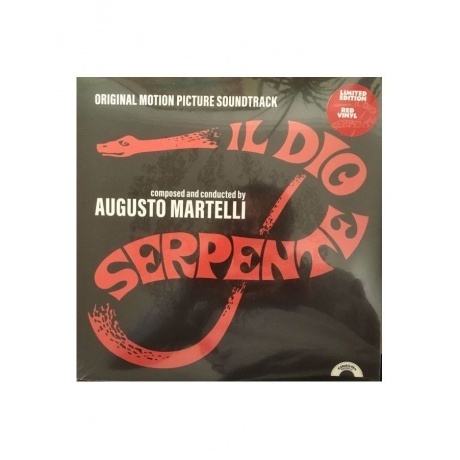 ORIGINAL MOTION PICTURE SOUNDTRACK
LIMITED
EDITION
RED
VINYL
IL DIO
SERPENTE
composed and conducted by
AUGUSTO MARTELLI